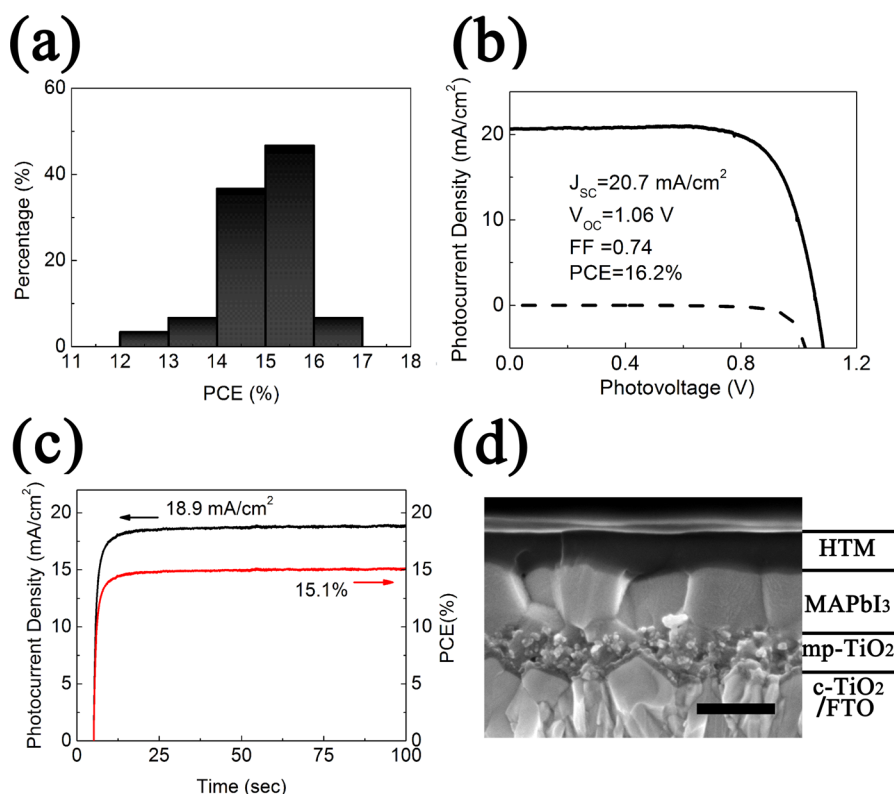 (a)
60
40
20
0
Percentage (%)
11 12 13 14 15 16 17 18
PCE (%)
(b)
20
10
0
Photocurrent Density (mA/cm²)
J_SC=20.7 mA/cm²
V_OC=1.06 V
FF =0.74
PCE=16.2%
0.0 0.4 0.8 1.2
Photovoltage (V)
(c)
20
15
10
5
0
Photocurrent Density (mA/cm²)
18.9 mA/cm²
15.1%
20
15
10
5
0
PCE(%)
0 25 50 75 100
Time (sec)
(d)
HTM
MAPbI₃
mp-TiO₂
c-TiO₂
/FTO